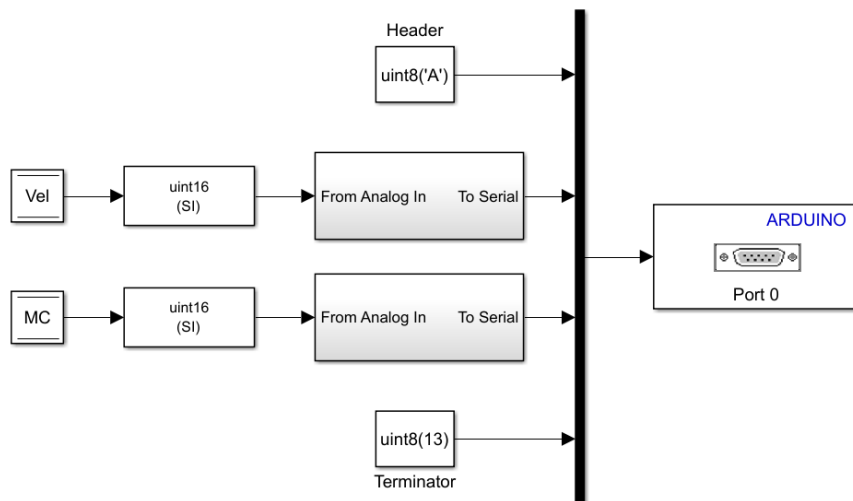 Header
uint8('A')
Vel
uint16
(SI)
From Analog In To Serial
ARDUINO
Port 0
MC
uint16
(SI)
From Analog In To Serial
uint8(13)
Terminator